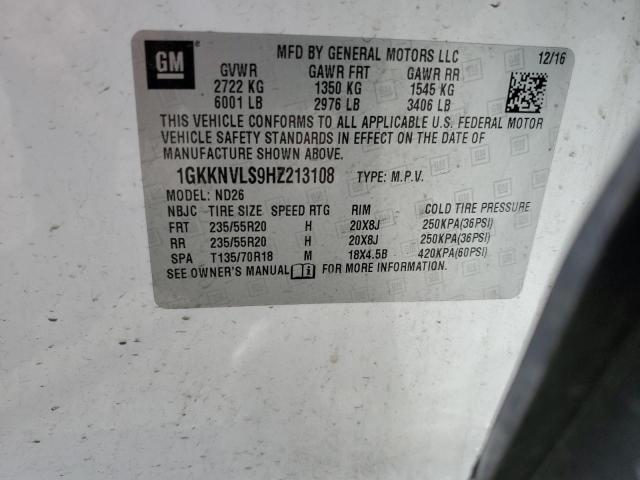 GM
MFD BY GENERAL MOTORS LLC 12/16
GVWR GAWR FRT GAWR RR
2722 KG 1350 KG 1545 KG
6001 LB 2976 LB 3406 LB
THIS VEHICLE CONFORMS TO ALL APPLICABLE U.S. FEDERAL MOTOR
VEHICLE SAFETY STANDARDS IN EFFECT ON THE DATE OF
MANUFACTURE SHOWN ABOVE.
1GKKNVLS9HZ213108 TYPE: M.P.V.
MODEL: ND26
NBJC TIRE SIZE SPEED RTG RIM COLD TIRE PRESSURE
FRT 235/55R20 H 20X8J 250KPA(36PSI)
RR 235/55R20 H 20X8J 250KPA(36PSI)
SPA T135/70R18 M 18X4.5B 420KPA(60PSI)
SEE OWNER'S MANUAL FOR MORE INFORMATION.